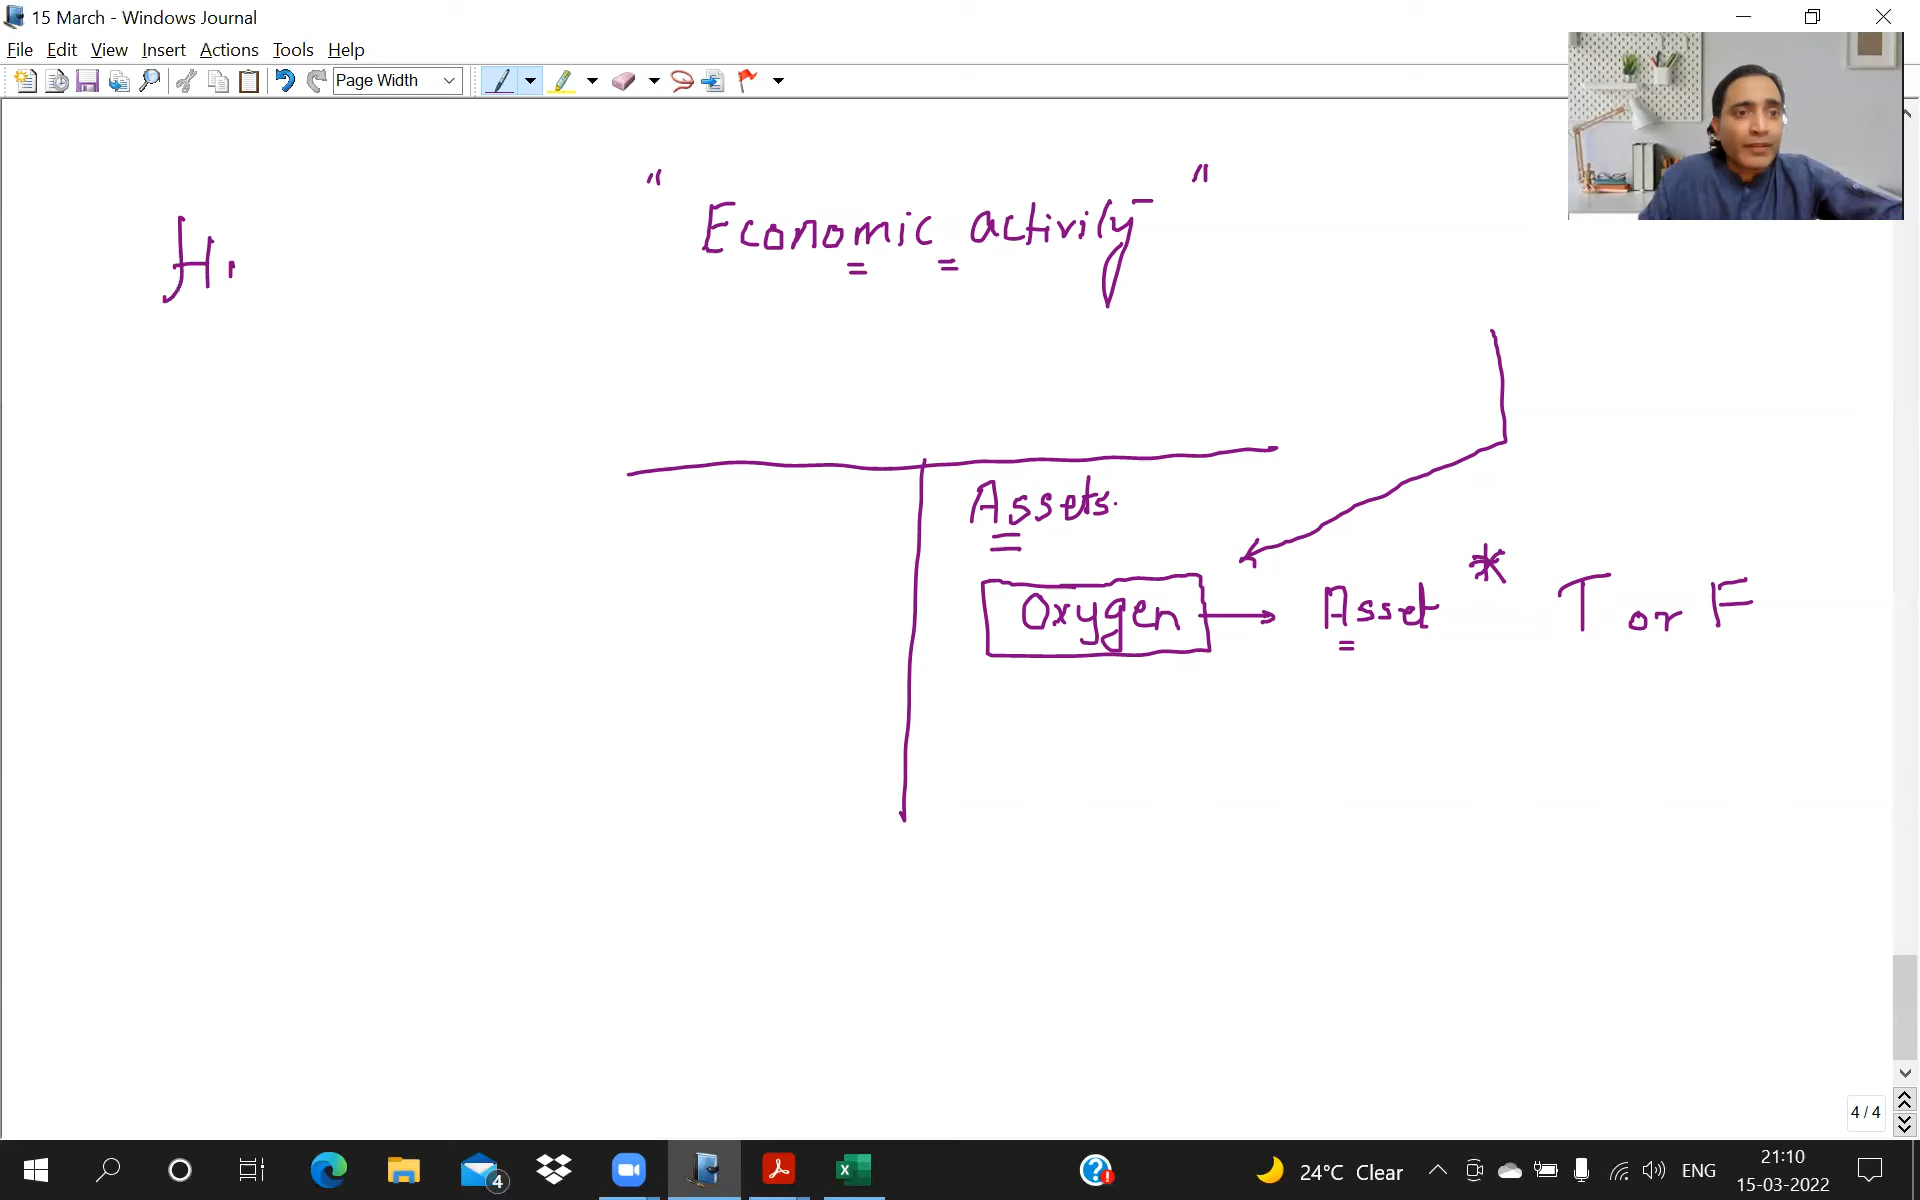 15 March - Windows Journal
File Edit View Insert Actions Tools Help
Page Width
" Economic activity "
H,
Assets.
Oxygen → Asset * T or F
4 / 4
4
24°C Clear
ENG
21:10
15-03-2022